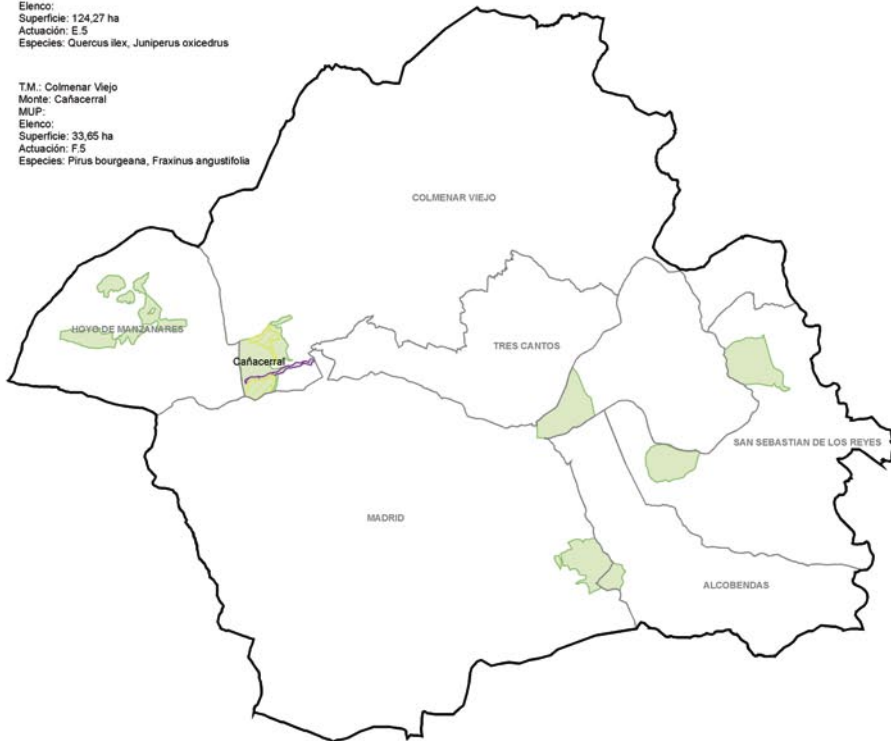 Elenco:
Superficie: 124,27 ha
Actuación: E.5
Especies: Quercus ilex, Juniperus oxicedrus
T.M.: Colmenar Viejo
Monte: Cañacerral
MUP:
Elenco:
Superficie: 33,65 ha
Actuación: F.5
Especies: Pirus bourgeana, Fraxinus angustifolia
COLMENAR VIEJO
HOYO DE MANZANARES
TRES CANTOS
Cañacerral
SAN SEBASTIAN DE LOS REYES
MADRID
ALCOBENDAS